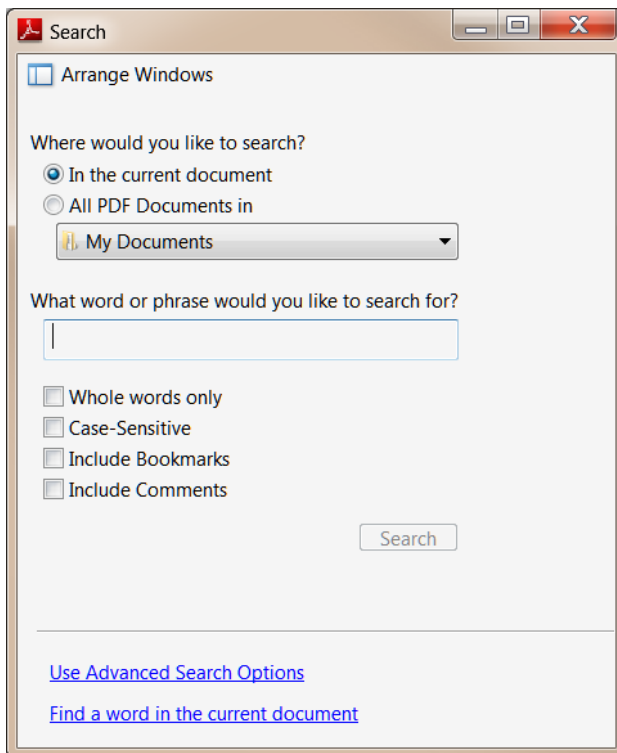 Search
Arrange Windows
Where would you like to search?
In the current document
All PDF Documents in
My Documents
What word or phrase would you like to search for?
Whole words only
Case-Sensitive
Include Bookmarks
Include Comments
Search
Use Advanced Search Options
Find a word in the current document